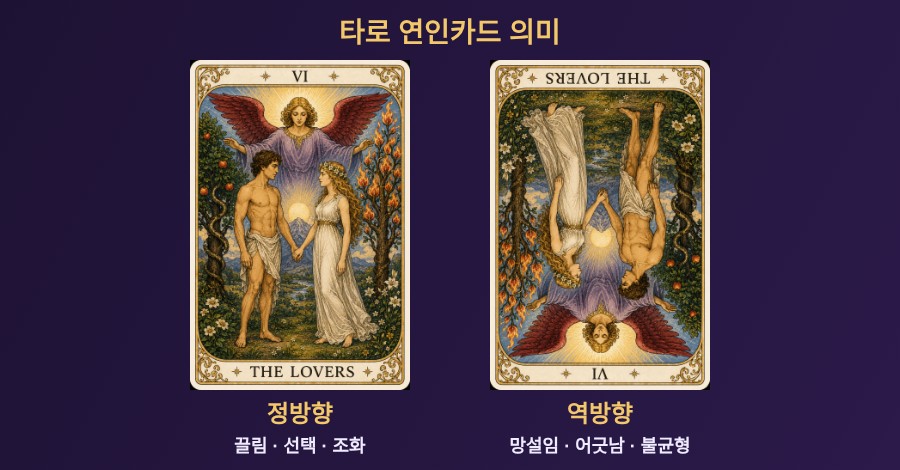 타로 연인카드 의미
VI
THE LOVERS
THE LOVERS
VI
정방향
역방향
끌림 · 선택 · 조화
망설임 · 어긋남 · 불균형